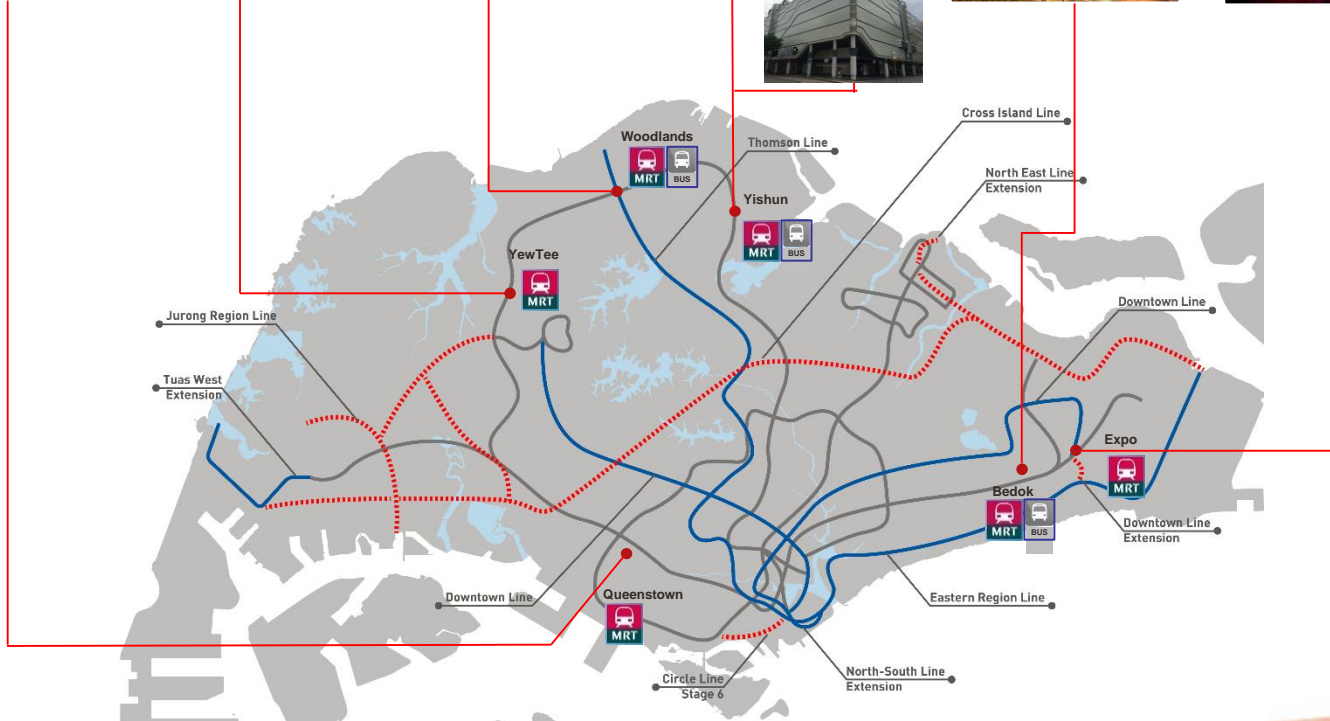 Cross Island Line
Woodlands
Thomson Line
MRT
BUS
North East Line
Extension
Yishun
MRT
BUS
YewTee
MRT
Downtown Line
Jurong Region Line
Tuas West
Extension
Expo
MRT
Bedok
MRT
BUS
Downtown Line
Extension
Downtown Line
Queenstown
MRT
Eastern Region Line
North-South Line
Extension
Circle Line
Stage 6